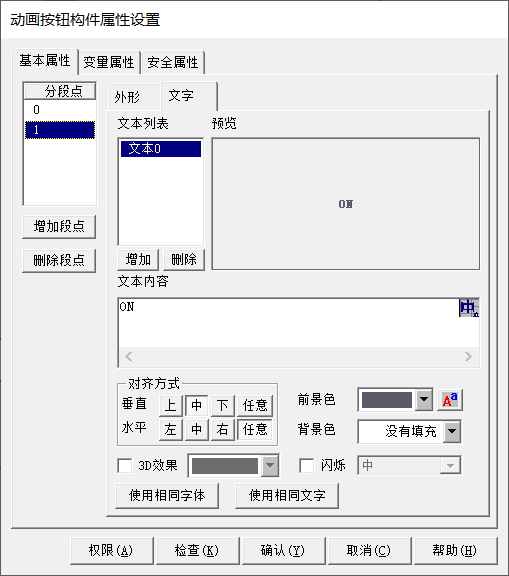 动画按钮构件属性设置
基本属性 变量属性 安全属性
分段点
0
1
增加段点
删除段点
外形 文字
文本列表 预览
文本0
ON
增加 删除
文本内容
ON
中
对齐方式
垂直 上 中 下 任意
水平 左 中 右 任意
前景色 Aa
背景色 没有填充
3D效果 闪烁 中
使用相同字体 使用相同文字
权限(A) 检查(K) 确认(Y) 取消(C) 帮助(H)